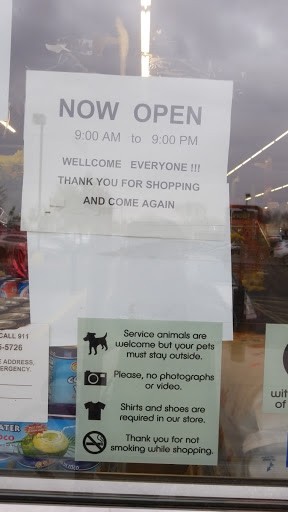 NOW OPEN
9:00 AM to 9:00 PM
WELLCOME EVERYONE !!!
THANK YOU FOR SHOPPING
AND COME AGAIN
CALL 911
-5726
ADDRESS,
Service animals are
welcome but your pets
must stay outside.
Please, no photographs
or video.
Shirts and shoes are
required in our store.
Thank you for not
smoking while shopping.
of